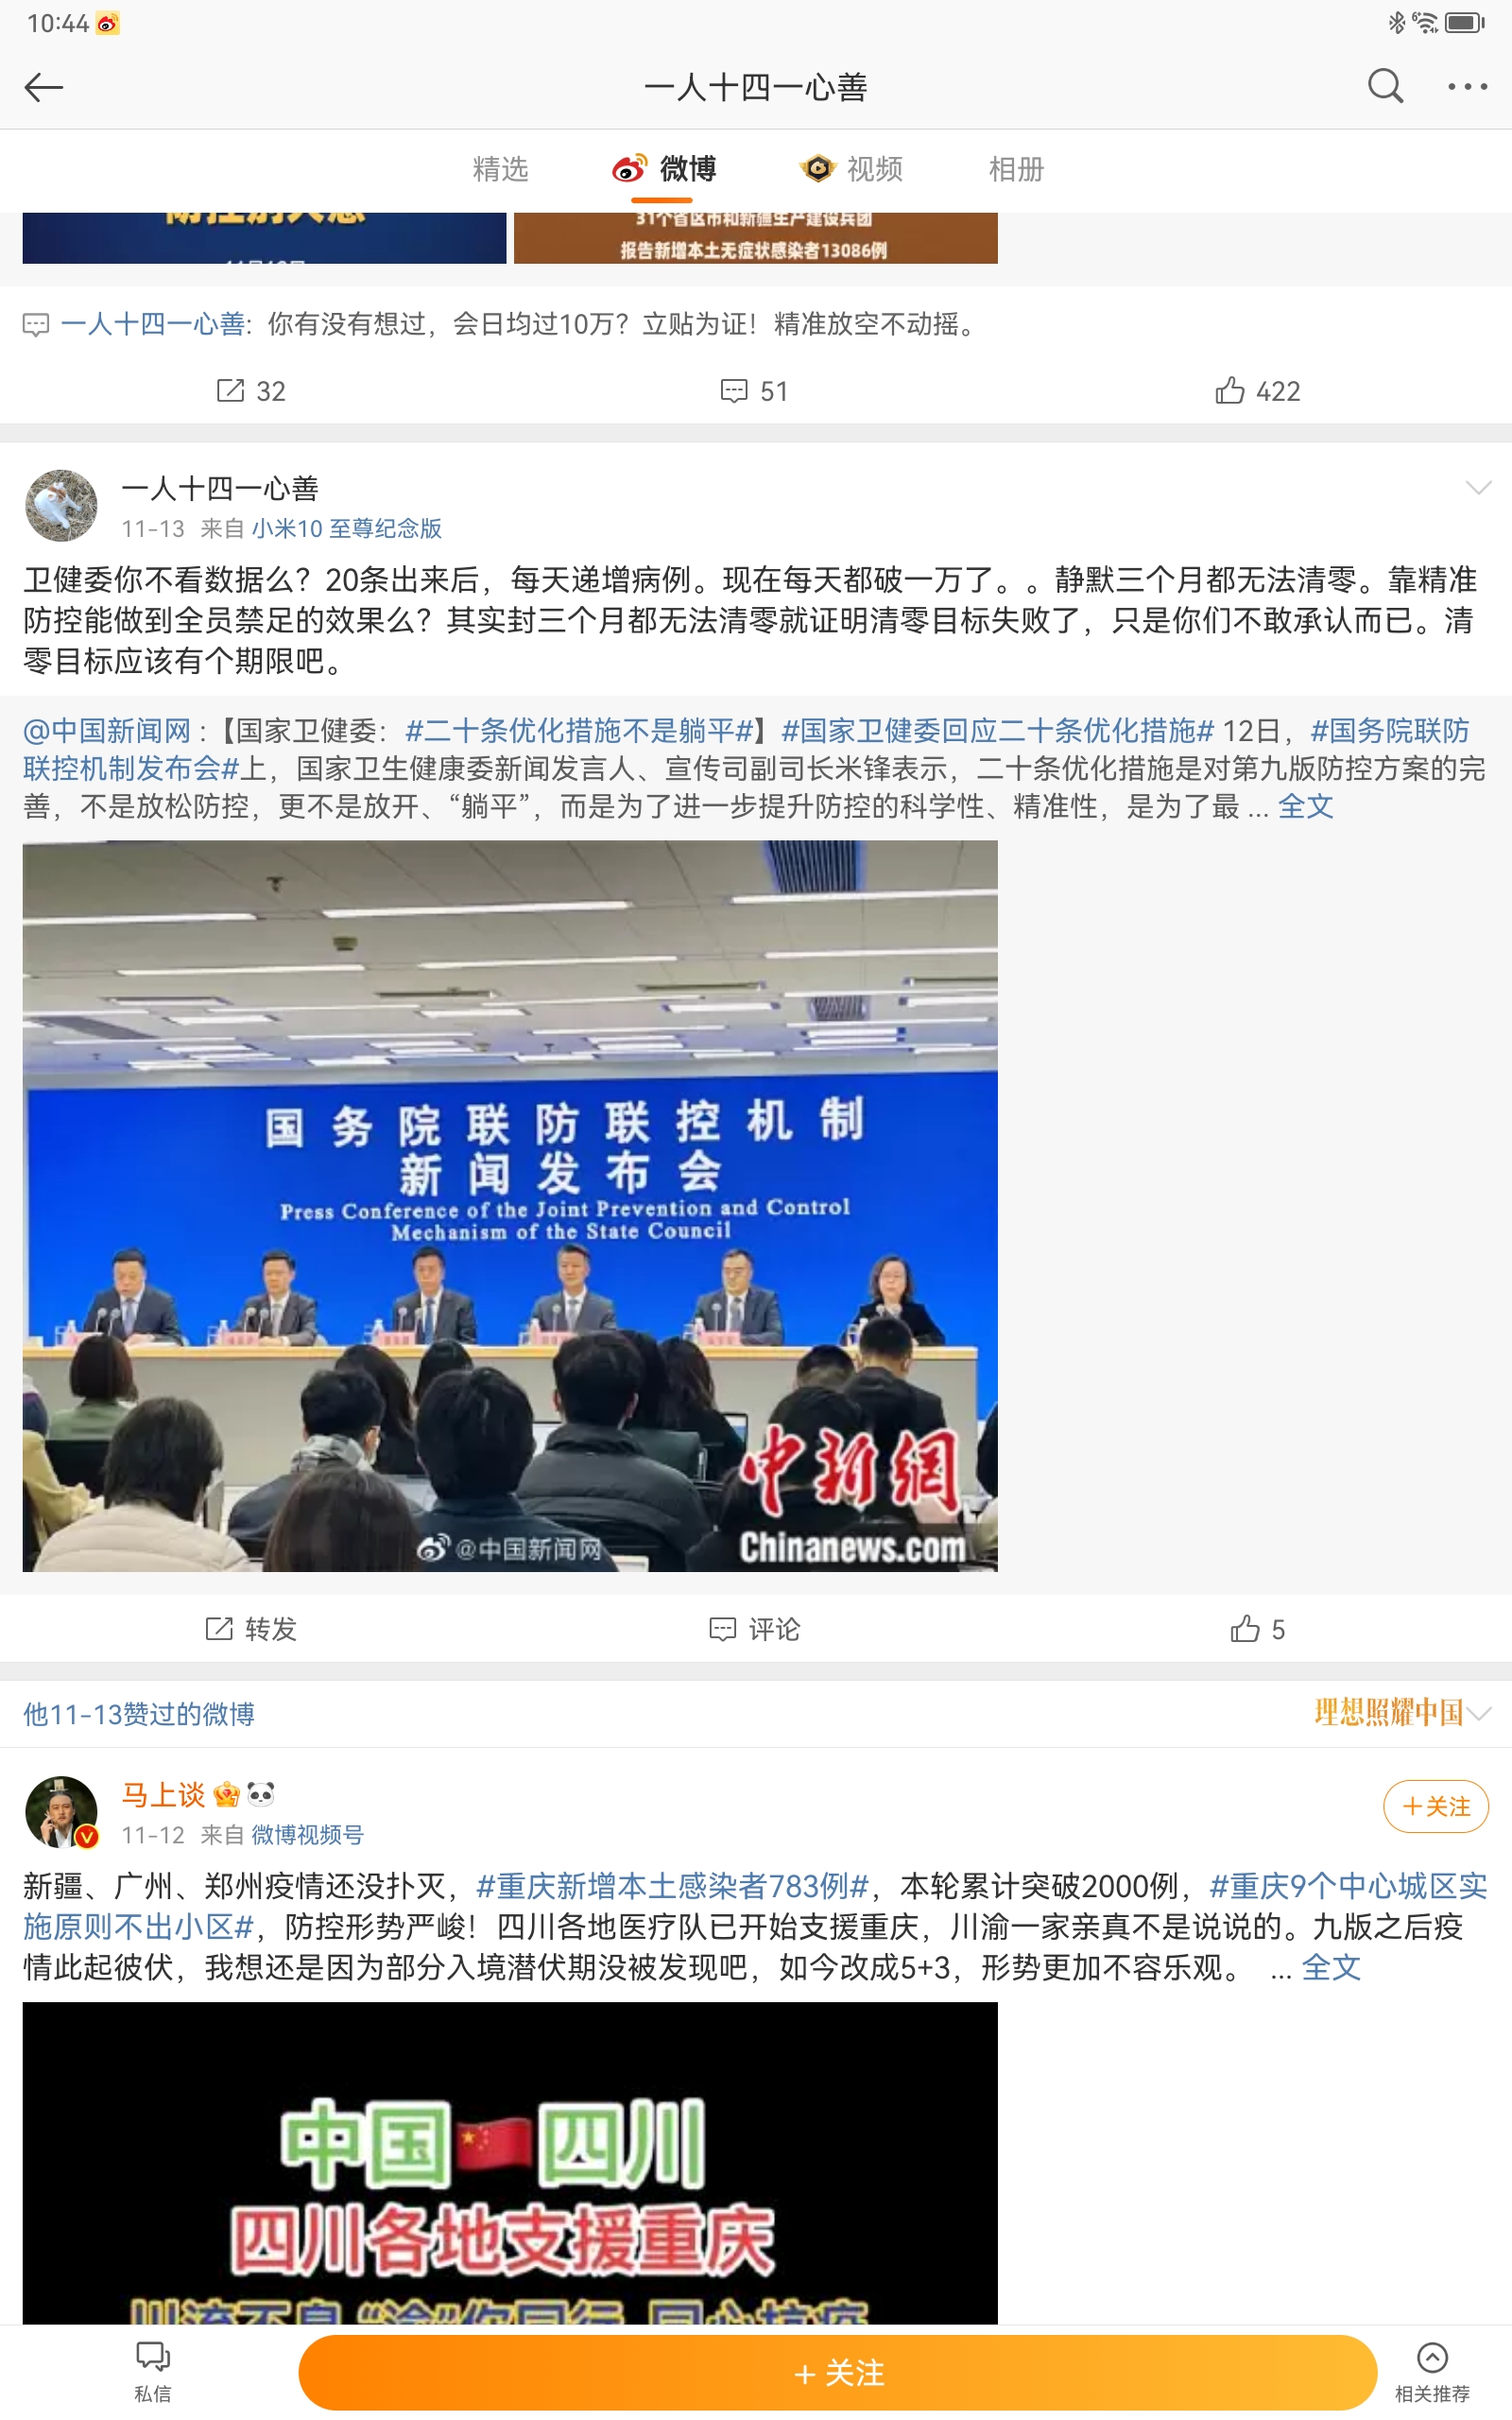 10:44
一人十四一心善
精选 微博 视频 相册
31个省区市和新疆生产建设兵团
报告新增本土无症状感染者13086例
一人十四一心善：你有没有想过，会日均过10万？立贴为证！精准放空不动摇。
32 51 422
一人十四一心善
11-13 来自 小米10 至尊纪念版
卫健委你不看数据么？20条出来后，每天递增病例。现在每天都破一万了。。静默三个月都无法清零。靠精准
防控能做到全员禁足的效果么？其实封三个月都无法清零就证明清零目标失败了，只是你们不敢承认而已。清
零目标应该有个期限吧。
@中国新闻网：【国家卫健委：#二十条优化措施不是躺平#】#国家卫健委回应二十条优化措施# 12日，#国务院联防
联控机制发布会#上，国家卫生健康委新闻发言人、宣传司副司长米锋表示，二十条优化措施是对第九版防控方案的完
善，不是放松防控，更不是放开、“躺平”，而是为了进一步提升防控的科学性、精准性，是为了最 ... 全文
国务院联防联控机制
新闻发布会
Press Conference of the Joint Prevention and Control
Mechanism of the State Council
中新網
@中国新闻网
Chinanews.com
转发 评论 5
他11-13赞过的微博
理想照耀中国
马上谈
+关注
11-12 来自 微博视频号
新疆、广州、郑州疫情还没扑灭，#重庆新增本土感染者783例#，本轮累计突破2000例，#重庆9个中心城区实
施原则不出小区#，防控形势严峻！四川各地医疗队已开始支援重庆，川渝一家亲真不是说说的。九版之后疫
情此起彼伏，我想还是因为部分入境潜伏期没被发现吧，如今改成5+3，形势更加不容乐观。 ... 全文
中国🇨🇳四川
四川各地支援重庆
川流不息 “渝”你同行 同心抗疫
私信
+ 关注
相关推荐